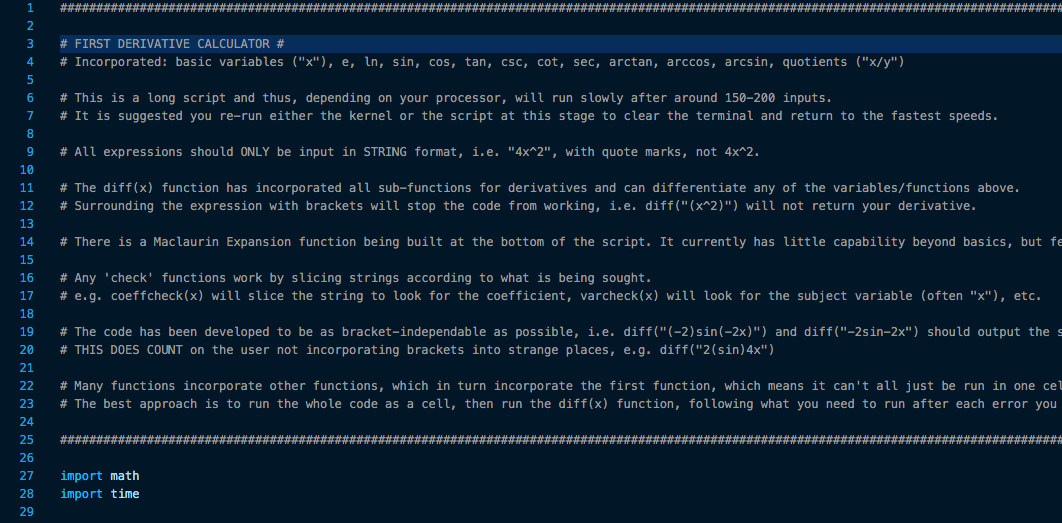 1 ################################################################################################################################################
2
3 # FIRST DERIVATIVE CALCULATOR #
4 # Incorporated: basic variables ("x"), e, ln, sin, cos, tan, csc, cot, sec, arctan, arccos, arcsin, quotients ("x/y")
5
6 # This is a long script and thus, depending on your processor, will run slowly after around 150-200 inputs.
7 # It is suggested you re-run either the kernel or the script at this stage to clear the terminal and return to the fastest speeds.
8
9 # All expressions should ONLY be input in STRING format, i.e. "4x^2", with quote marks, not 4x^2.
10
11 # The diff(x) function has incorporated all sub-functions for derivatives and can differentiate any of the variables/functions above.
12 # Surrounding the expression with brackets will stop the code from working, i.e. diff("(x^2)") will not return your derivative.
13
14 # There is a Maclaurin Expansion function being built at the bottom of the script. It currently has little capability beyond basics, but fe
15
16 # Any 'check' functions work by slicing strings according to what is being sought.
17 # e.g. coeffcheck(x) will slice the string to look for the coefficient, varcheck(x) will look for the subject variable (often "x"), etc.
18
19 # The code has been developed to be as bracket-independable as possible, i.e. diff("(-2)sin(-2x)") and diff("-2sin-2x") should output the s
20 # THIS DOES COUNT on the user not incorporating brackets into strange places, e.g. diff("2(sin)4x")
21
22 # Many functions incorporate other functions, which in turn incorporate the first function, which means it can't all just be run in one cel
23 # The best approach is to run the whole code as a cell, then run the diff(x) function, following what you need to run after each error you
24
25 ################################################################################################################################################
26
27 import math
28 import time
29